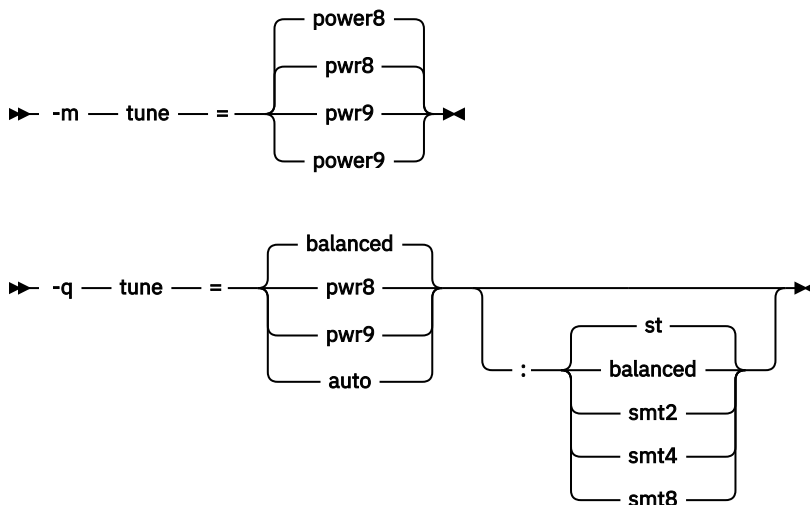 power8
pwr8
-m tune = pwr9
power9
balanced
-q tune = pwr8
pwr9
auto
st
: balanced
smt2
smt4
smt8